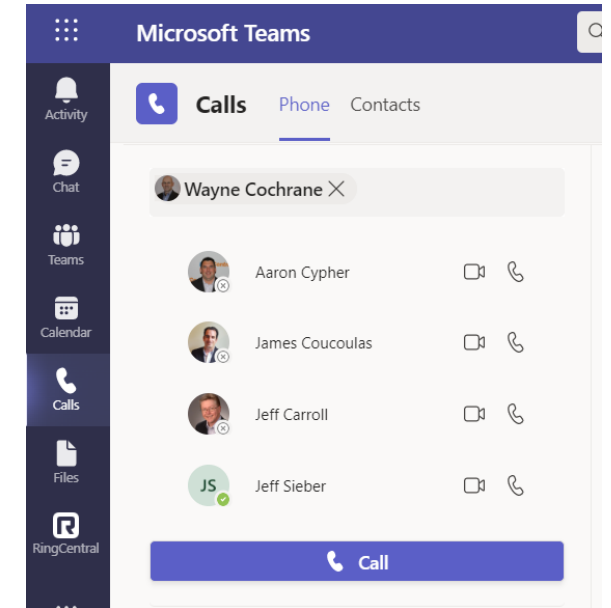 Microsoft Teams
Activity
Chat
Teams
Calendar
Calls
Files
RingCentral
Calls Phone Contacts
Wayne Cochrane
Aaron Cypher
James Coucoulas
Jeff Carroll
JS Jeff Sieber
Call